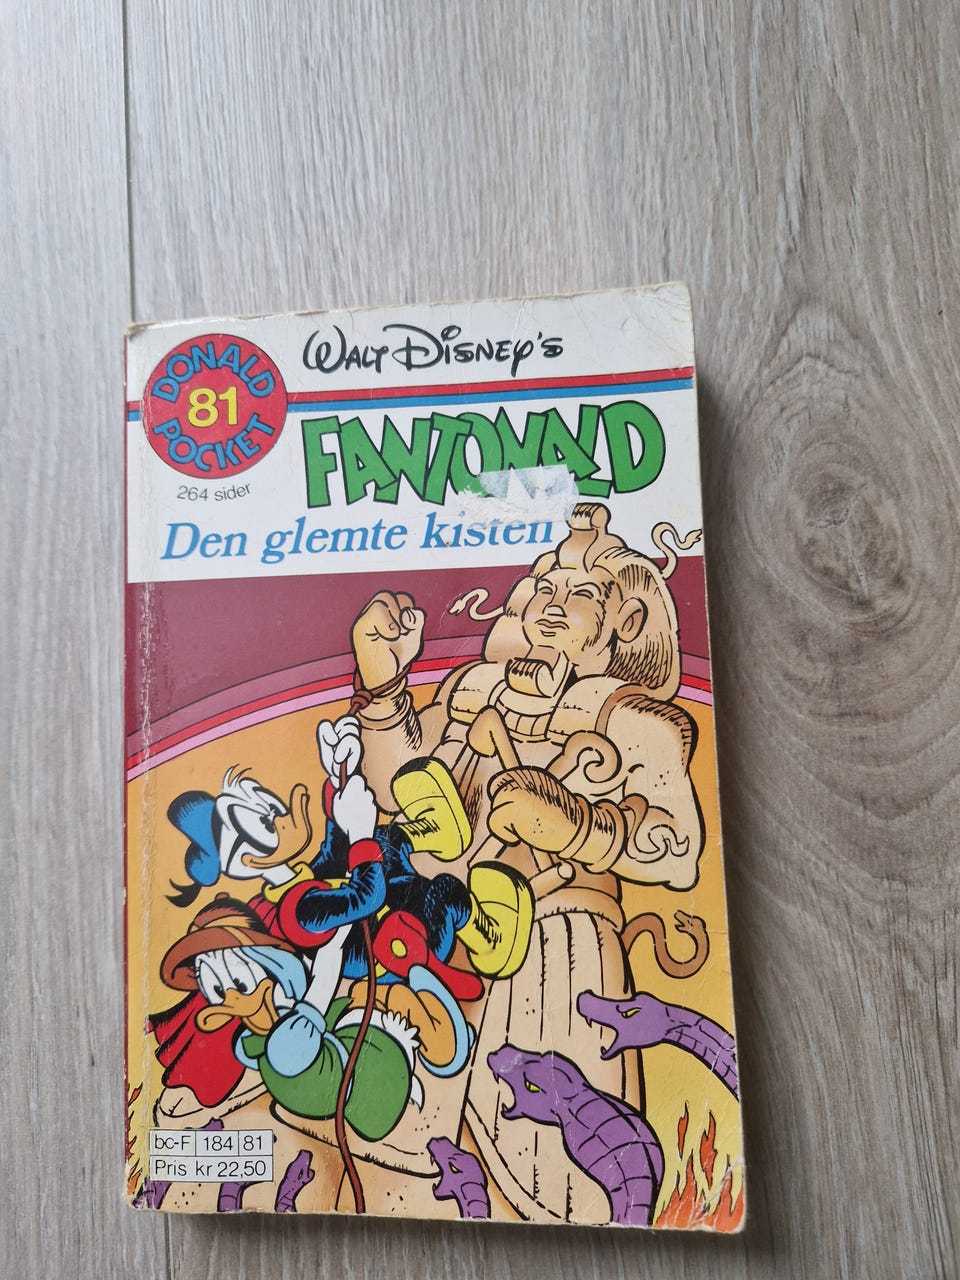 DONALD
81
POCKET
WALT DISNEY'S
264 sider
FANTONALD
Den glemte kisten
bc-F 184 81
Pris kr 22,50